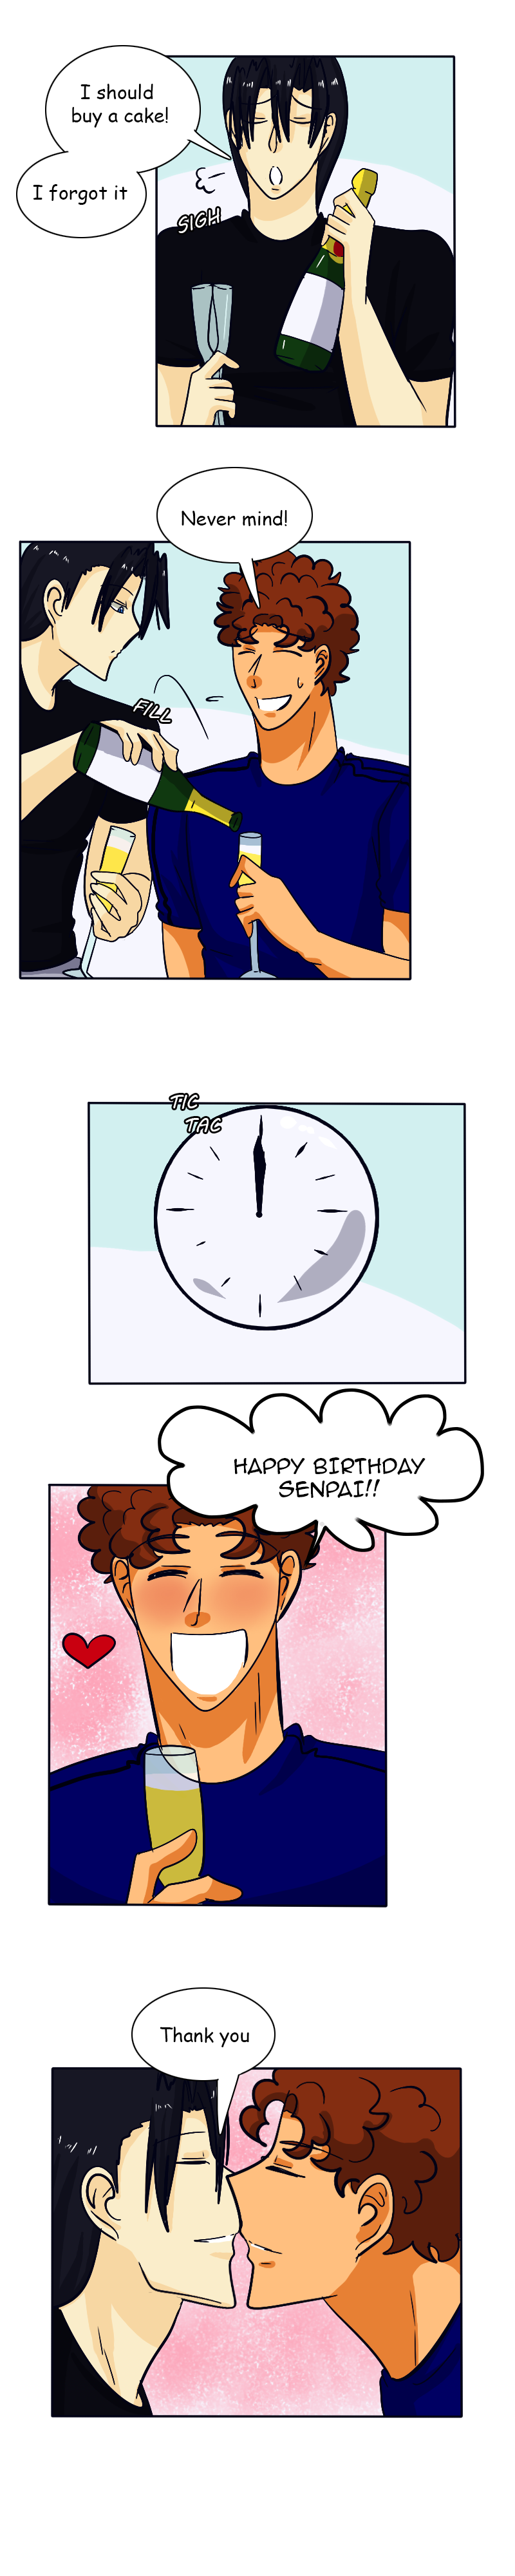 I should
buy a cake!
I forgot it
SIGH
Never mind!
FILL
TIC
TAC
HAPPY BIRTHDAY
SENPAI!!
Thank you